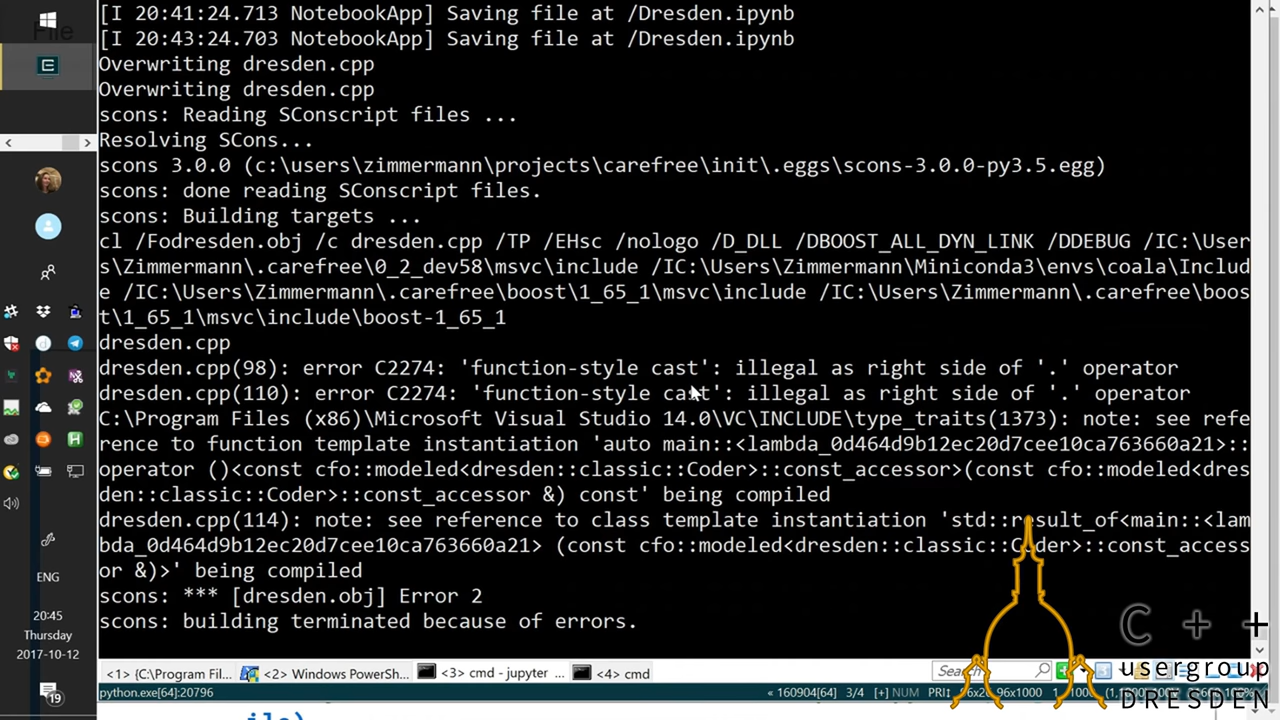 File
[I 20:41:24.713 NotebookApp] Saving file at /Dresden.ipynb
[I 20:43:24.703 NotebookApp] Saving file at /Dresden.ipynb
Overwriting dresden.cpp
Overwriting dresden.cpp
scons: Reading SConscript files ...
Resolving SCons...
scons 3.0.0 (c:\users\zimmermann\projects\carefree\init\.eggs\scons-3.0.0-py3.5.egg)
scons: done reading SConscript files.
scons: Building targets ...
cl /Fodresden.obj /c dresden.cpp /TP /EHsc /nologo /D_DLL /DBOOST_ALL_DYN_LINK /DDEBUG /IC:\User
s\Zimmermann\.carefree\0_2_dev58\msvc\include /IC:\Users\Zimmermann\Miniconda3\envs\coala\Includ
e /IC:\Users\Zimmermann\.carefree\boost\1_65_1\msvc\include /IC:\Users\Zimmermann\.carefree\boos
t\1_65_1\msvc\include\boost-1_65_1
dresden.cpp
dresden.cpp(98): error C2274: 'function-style cast': illegal as right side of '.' operator
dresden.cpp(110): error C2274: 'function-style cast': illegal as right side of '.' operator
C:\Program Files (x86)\Microsoft Visual Studio 14.0\VC\INCLUDE\type_traits(1373): note: see refe
rence to function template instantiation 'auto main::<lambda_0d464d9b12ec20d7cee10ca763660a21>::
operator ()<const cfo::modeled<dresden::classic::Coder>::const_accessor>(const cfo::modeled<dres
den::classic::Coder>::const_accessor &) const' being compiled
dresden.cpp(114): note: see reference to class template instantiation 'std::result_of<main::<lam
bda_0d464d9b12ec20d7cee10ca763660a21> (const cfo::modeled<dresden::classic::Coder>::const_access
or &)>' being compiled
scons: *** [dresden.obj] Error 2
scons: building terminated because of errors.
ENG
20:45
Thursday
2017-10-12
19
C + +
usergroup
DRESDEN
<1> {C:\Program Fil... <2> Windows PowerSh... <3> cmd - jupyter ... <4> cmd
Search
python.exe[64]:20796
« 160904[64] 3/4 [+] NUM PRI↕ 96x26 96x1000